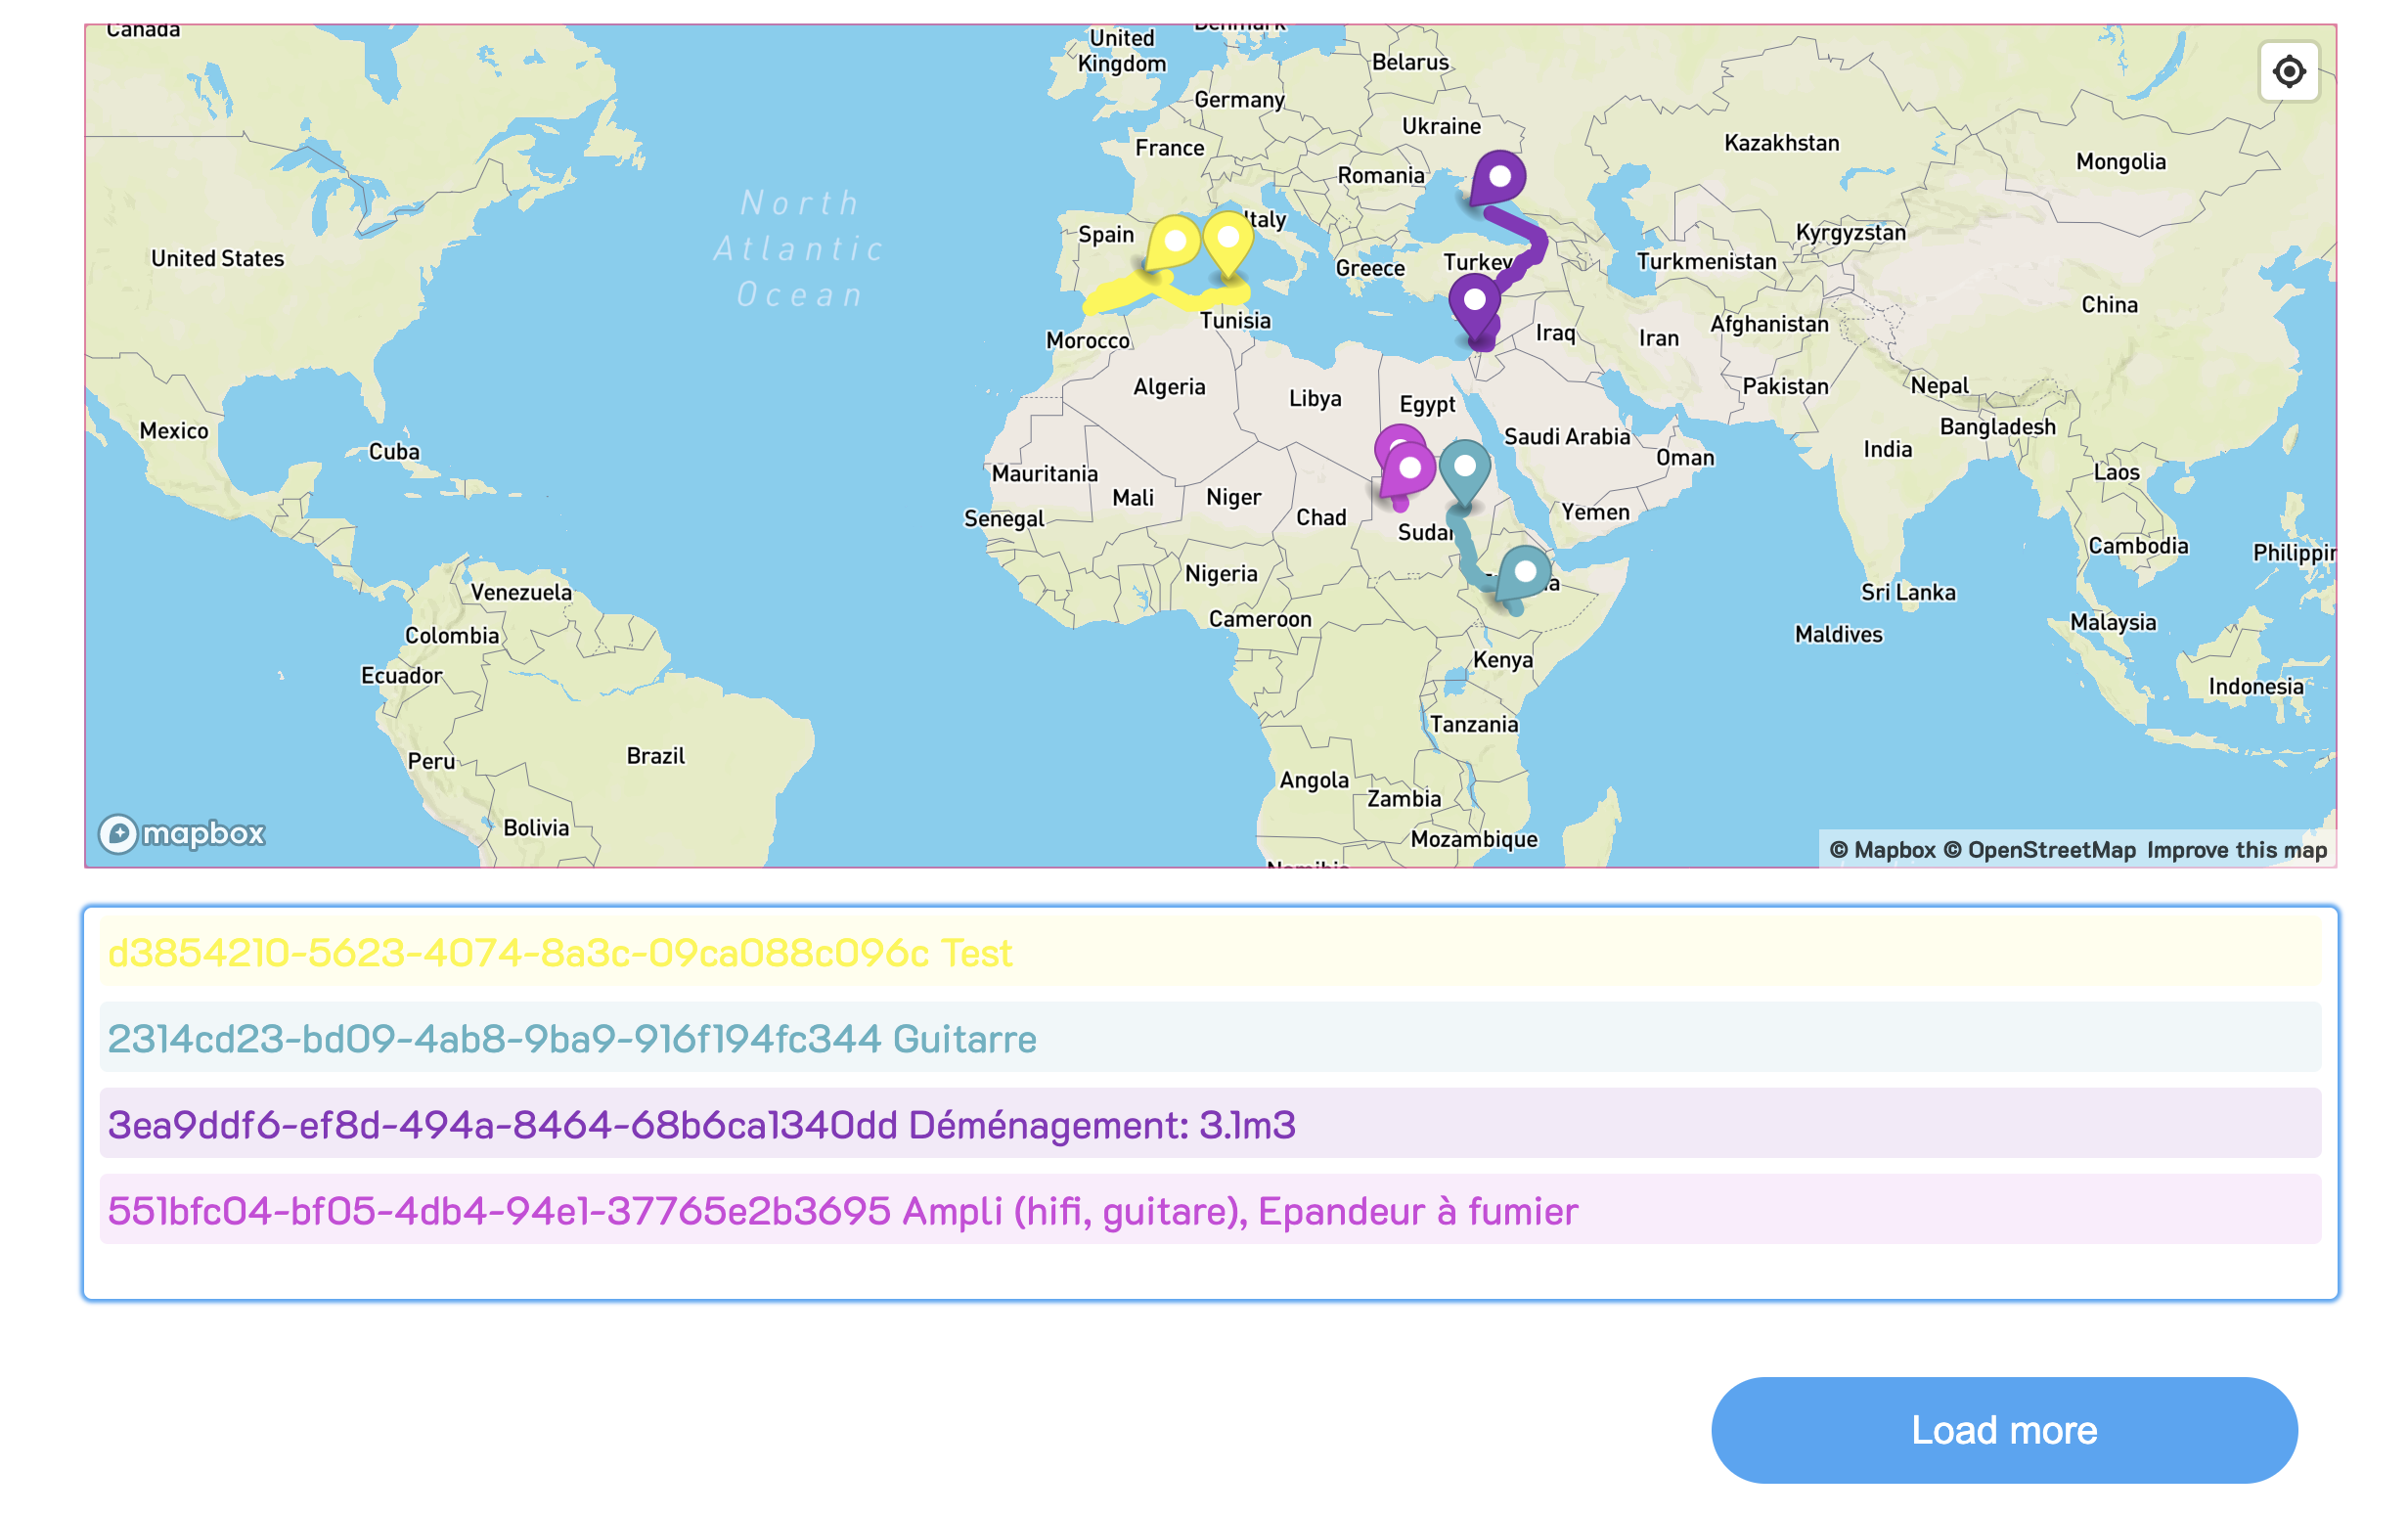 Canada
United
Kingdom
Denmark
Belarus
Germany
Ukraine
France
Kazakhstan
Mongolia
Romania
North
Atlantic
Ocean
Italy
Spain
Kyrgyzstan
United States
Greece
Turkey
Turkmenistan
China
Tunisia
Afghanistan
Morocco
Iraq
Iran
Algeria
Libya
Egypt
Pakistan
Nepal
Bangladesh
Mexico
Cuba
Saudi Arabia
Oman
India
Laos
Mauritania
Mali
Niger
Chad
Yemen
Senegal
Sudan
Cambodia
Philippin
Nigeria
Venezuela
Sri Lanka
Cameroon
Malaysia
Colombia
Maldives
Ecuador
Kenya
Indonesia
Tanzania
Peru
Brazil
Angola
Zambia
Bolivia
Mozambique
Namibia
mapbox
© Mapbox © OpenStreetMap Improve this map
d3854210-5623-4074-8a3c-09ca088c096c Test
2314cd23-bd09-4ab8-9ba9-916f194fc344 Guitarre
3ea9ddf6-ef8d-494a-8464-68b6ca1340dd Déménagement: 3.1m3
551bfc04-bf05-4db4-94e1-37765e2b3695 Ampli (hifi, guitare), Epandeur à fumier
Load more